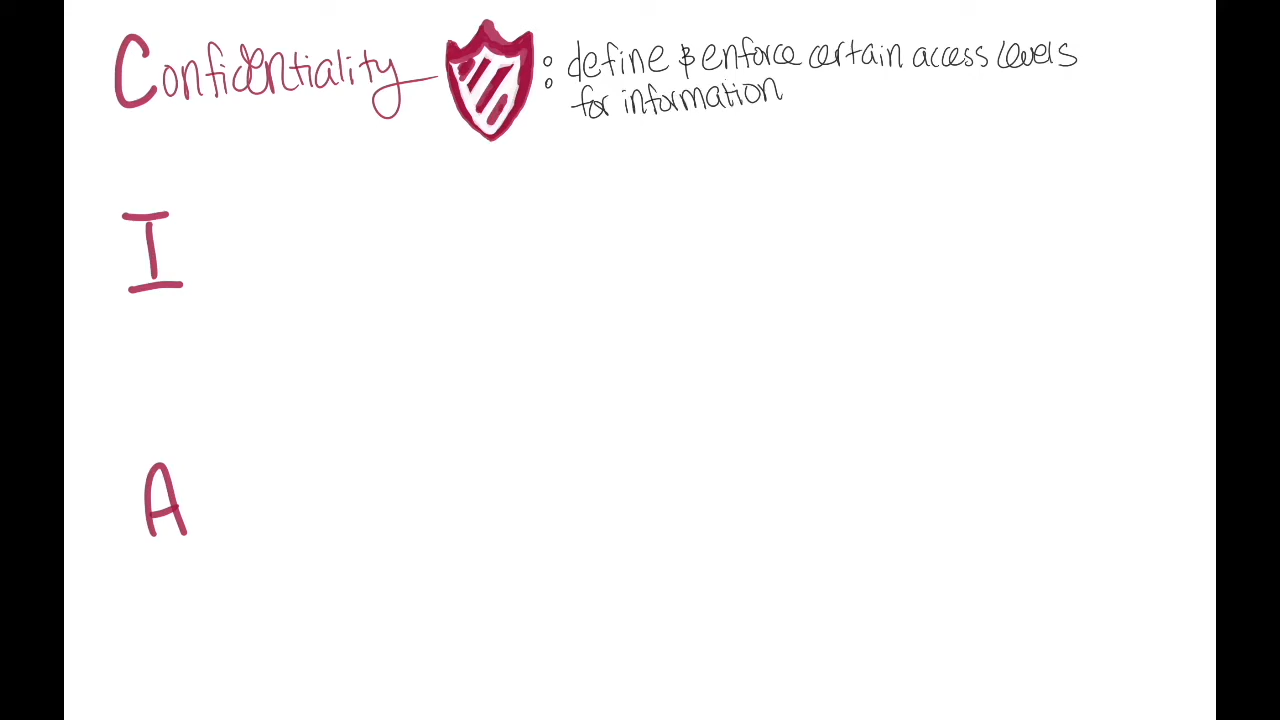 Confidentiality : define & enforce certain access levels
for information
I
A